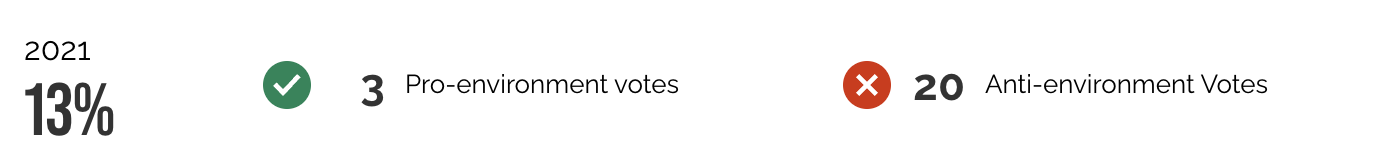 2021
13%
3 Pro-environment votes
20 Anti-environment Votes